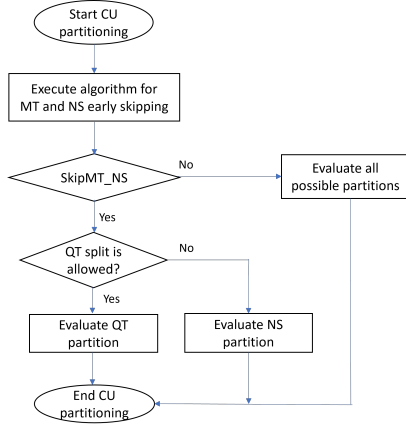 Start CU
partitioning
Execute algorithm for
MT and NS early skipping
SkipMT_NS
No
Evaluate all
possible partitions
Yes
QT split is
allowed?
No
Yes
Evaluate QT
partition
Evaluate NS
partition
End CU
partitioning